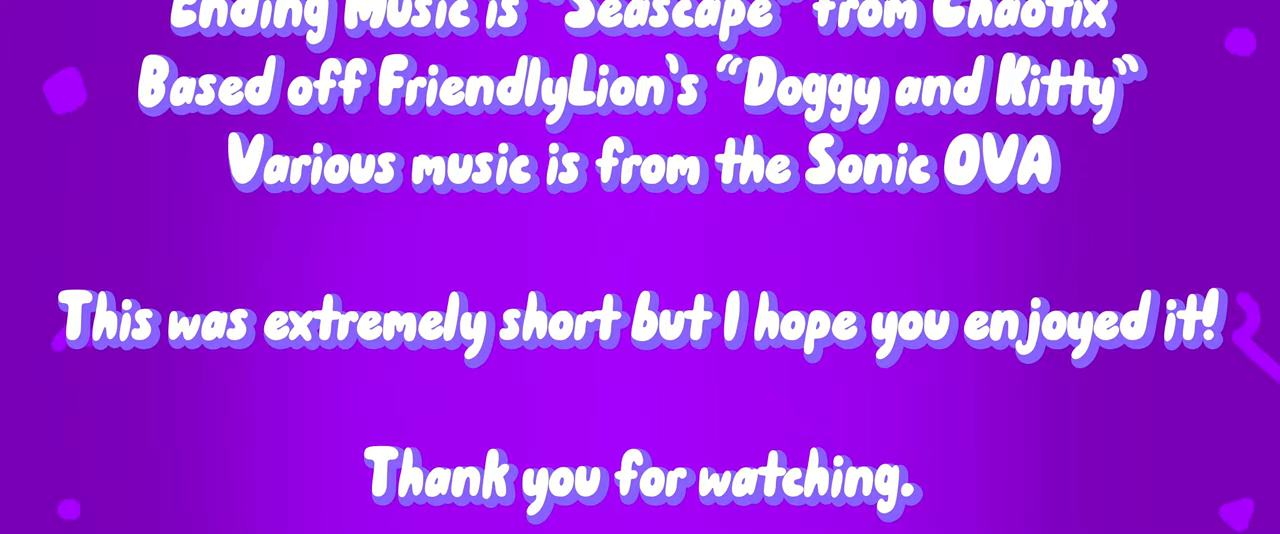 Ending Music is "Seascape" from Chaotix
Based off FriendlyLion's "Doggy and Kitty"
Various music is from the Sonic OVA
This was extremely short but I hope you enjoyed it!
Thank you for watching.